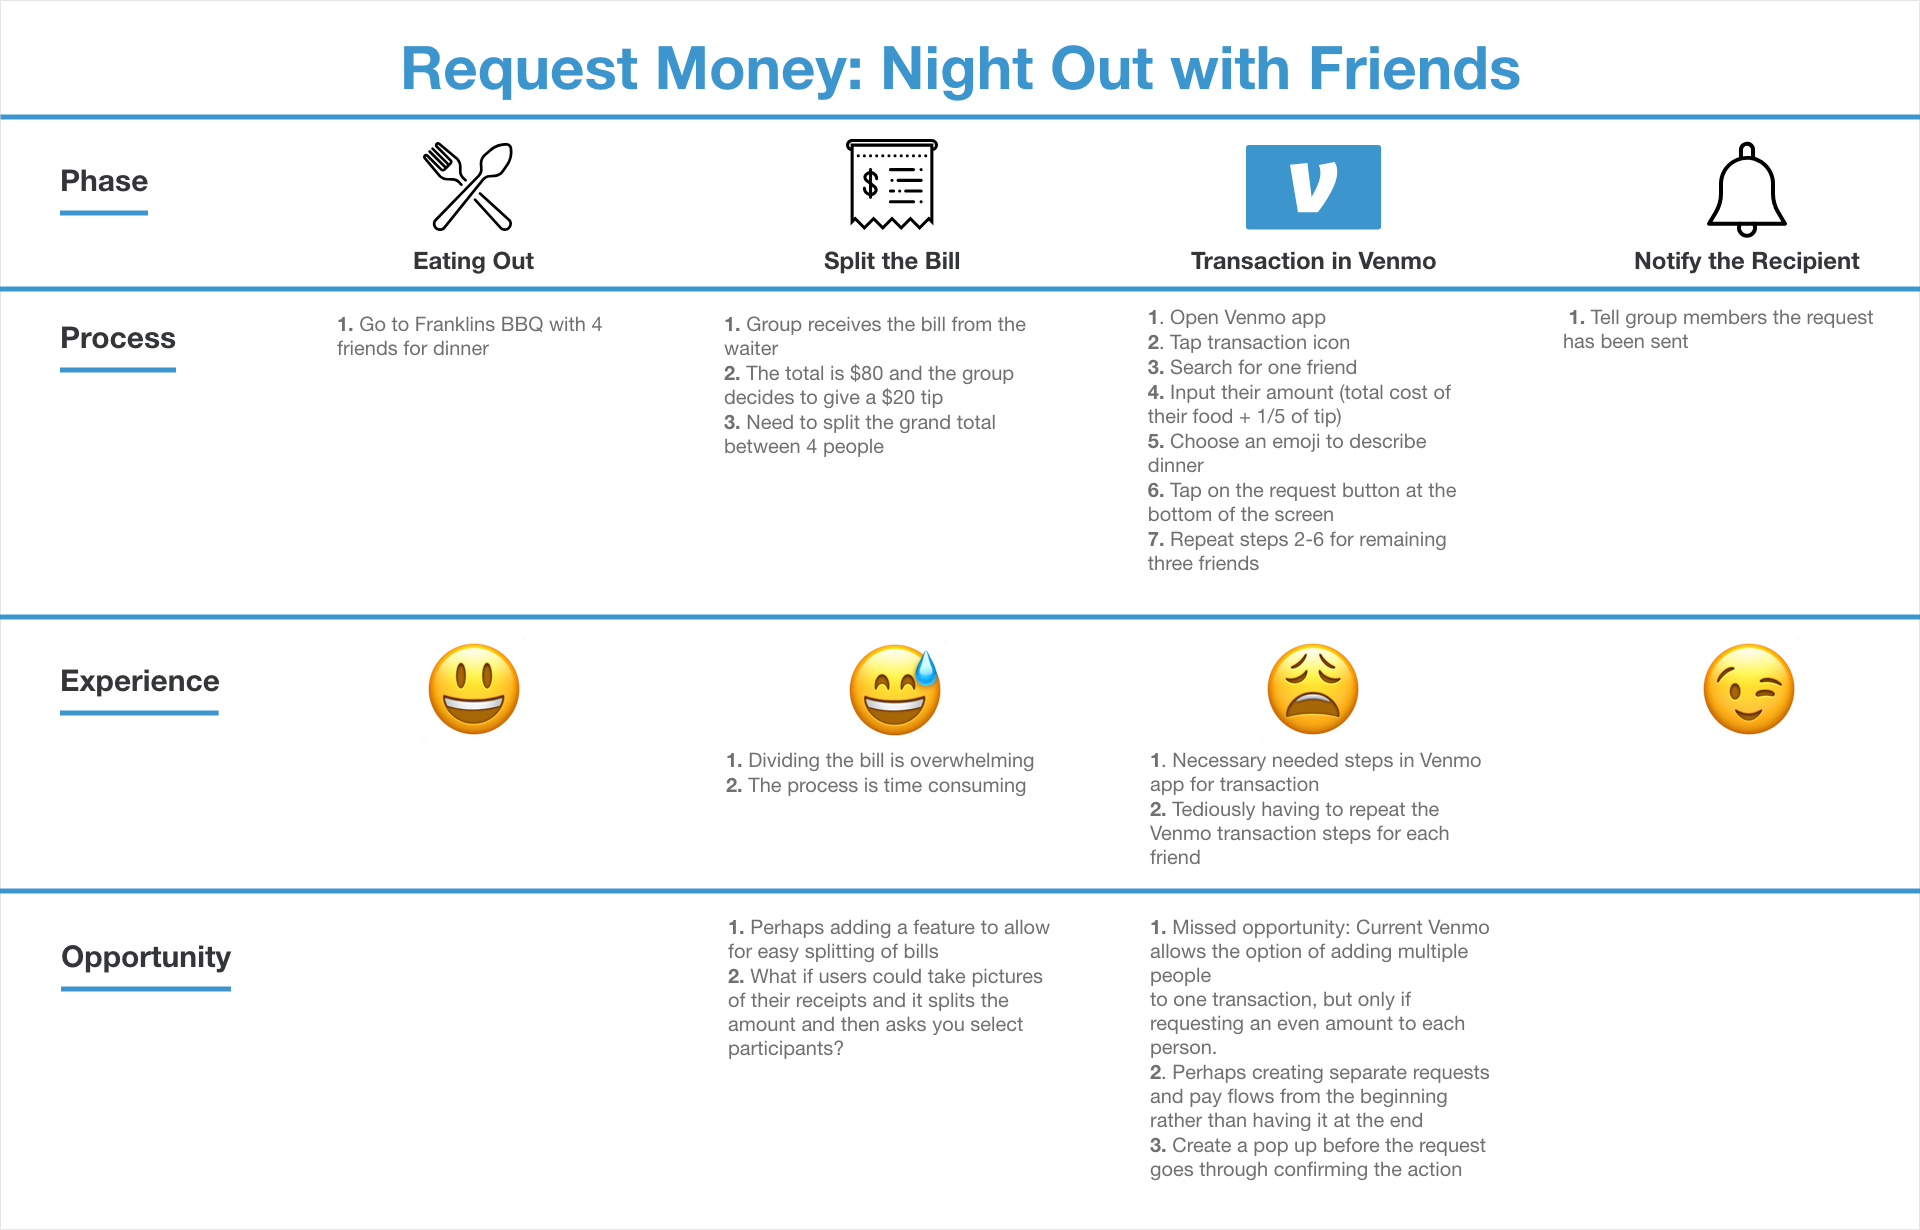 Request Money: Night Out with Friends
Phase
Eating Out
Split the Bill
Transaction in Venmo
Notify the Recipient
Process
1. Go to Franklins BBQ with 4
friends for dinner
1. Group receives the bill from the
waiter
2. The total is $80 and the group
decides to give a $20 tip
3. Need to split the grand total
between 4 people
1. Open Venmo app
2. Tap transaction icon
3. Search for one friend
4. Input their amount (total cost of
their food + 1/5 of tip)
5. Choose an emoji to describe
dinner
6. Tap on the request button at the
bottom of the screen
7. Repeat steps 2-6 for remaining
three friends
1. Tell group members the request
has been sent
Experience
1. Dividing the bill is overwhelming
2. The process is time consuming
1. Necessary needed steps in Venmo
app for transaction
2. Tediously having to repeat the
Venmo transaction steps for each
friend
Opportunity
1. Perhaps adding a feature to allow
for easy splitting of bills
2. What if users could take pictures
of their receipts and it splits the
amount and then asks you select
participants?
1. Missed opportunity: Current Venmo
allows the option of adding multiple
people
to one transaction, but only if
requesting an even amount to each
person.
2. Perhaps creating separate requests
and pay flows from the beginning
rather than having it at the end
3. Create a pop up before the request
goes through confirming the action